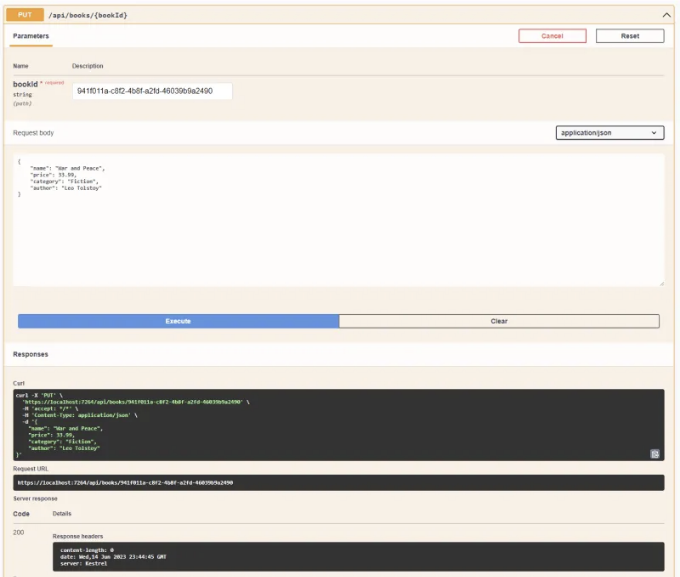 PUT /api/books/{bookId}
Parameters
Cancel
Reset
Name Description
bookId * required
string
(path)
941f011a-c8f2-4b8f-a2fd-46039b9a2490
Request body
application/json
{
"name": "War and Peace",
"price": 33.99,
"category": "Fiction",
"author": "Leo Tolstoy"
}
Execute
Clear
Responses
Curl
curl -X 'PUT' \
'https://localhost:7264/api/books/941f011a-c8f2-4b8f-a2fd-46039b9a2490' \
-H 'accept: */*' \
-H 'Content-Type: application/json' \
-d '{
"name": "War and Peace",
"price": 33.99,
"category": "Fiction",
"author": "Leo Tolstoy"
}'
Request URL
https://localhost:7264/api/books/941f011a-c8f2-4b8f-a2fd-46039b9a2490
Server response
Code Details
200
Response headers
content-length: 0
date: Wed,14 Jun 2023 23:44:45 GMT
server: Kestrel